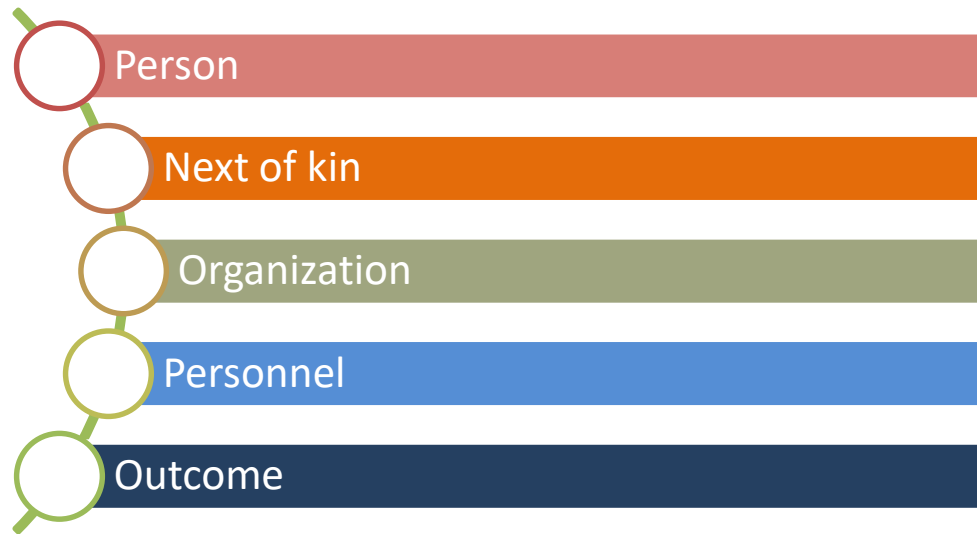 Person
Next of kin
Organization
Personnel
Outcome